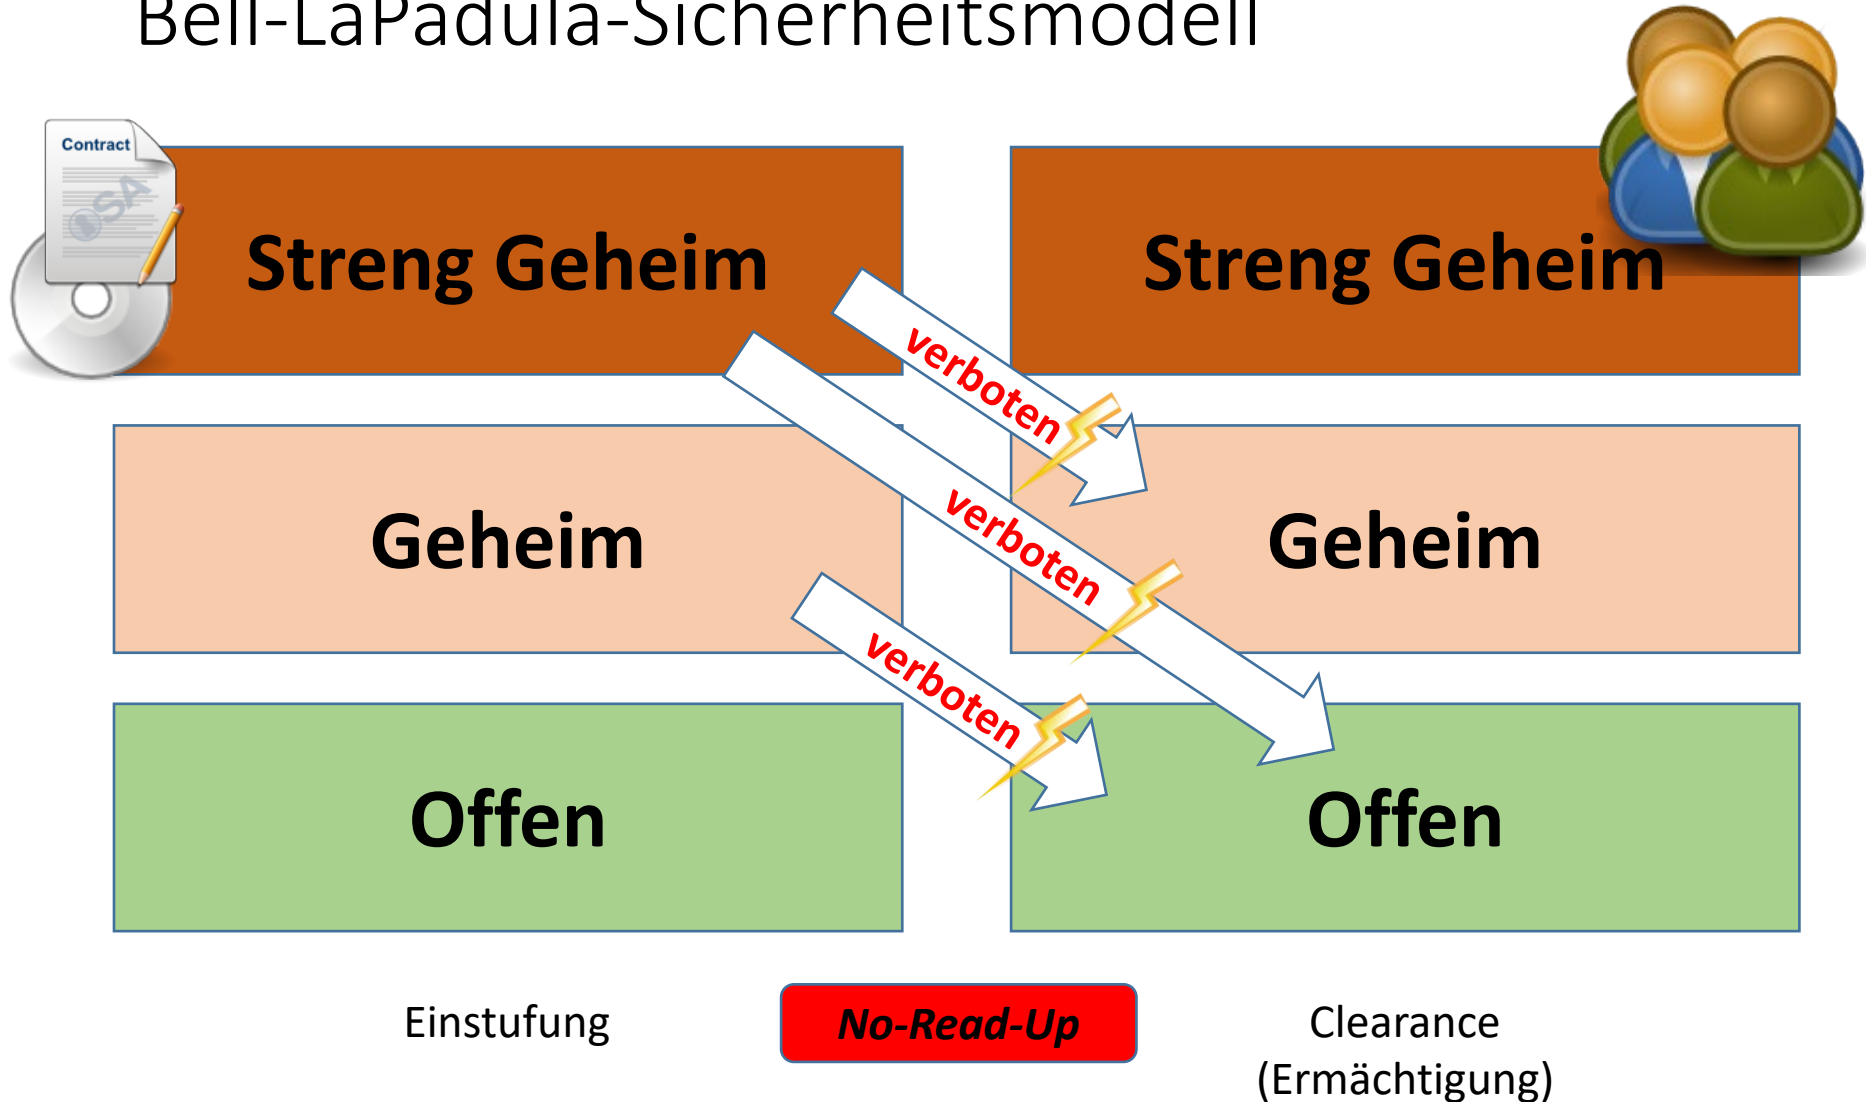 Bell-LaPadula-Sicherheitsmodell
Contract
OSA
Streng Geheim
Streng Geheim
verboten
Geheim
verboten
Geheim
verboten
Offen
Offen
Einstufung
No-Read-Up
Clearance
(Ermächtigung)